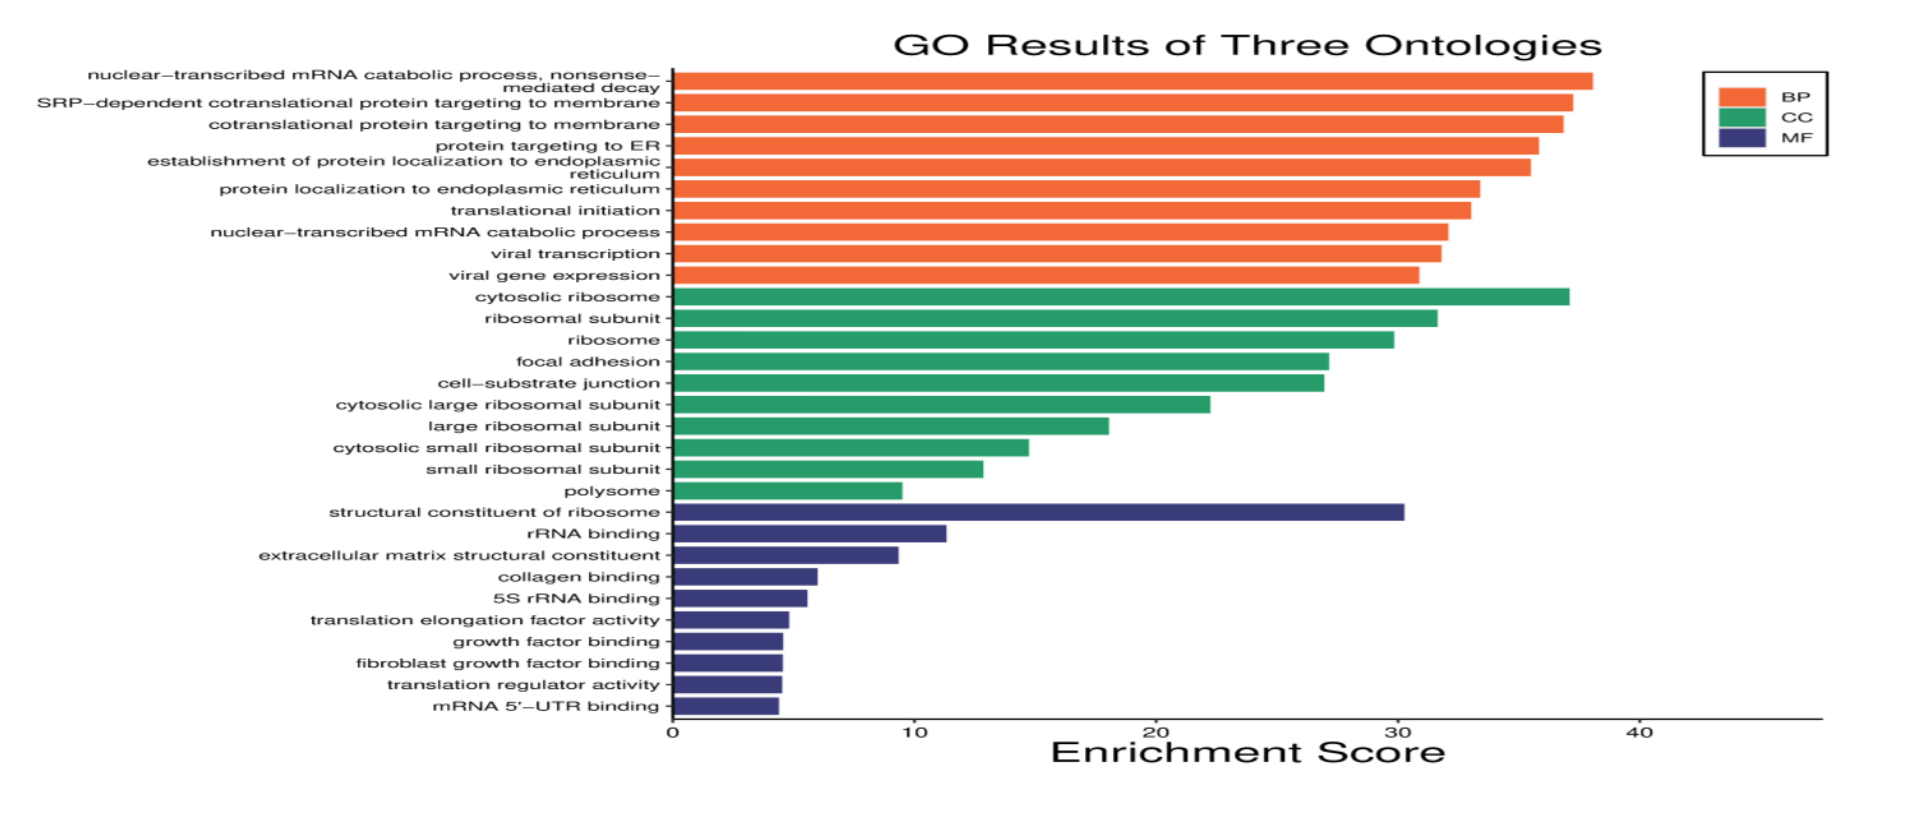 GO Results of Three Ontologies
nuclear−transcribed mRNA catabolic process, nonsense−
mediated decay
SRP−dependent cotranslational protein targeting to membrane
cotranslational protein targeting to membrane
protein targeting to ER
establishment of protein localization to endoplasmic
reticulum
protein localization to endoplasmic reticulum
translational initiation
nuclear−transcribed mRNA catabolic process
viral transcription
viral gene expression
cytosolic ribosome
ribosomal subunit
ribosome
focal adhesion
cell−substrate junction
cytosolic large ribosomal subunit
large ribosomal subunit
cytosolic small ribosomal subunit
small ribosomal subunit
polysome
structural constituent of ribosome
rRNA binding
extracellular matrix structural constituent
collagen binding
5S rRNA binding
translation elongation factor activity
growth factor binding
fibroblast growth factor binding
translation regulator activity
mRNA 5'−UTR binding
BP
CC
MF
0 10 20 30 40
Enrichment Score